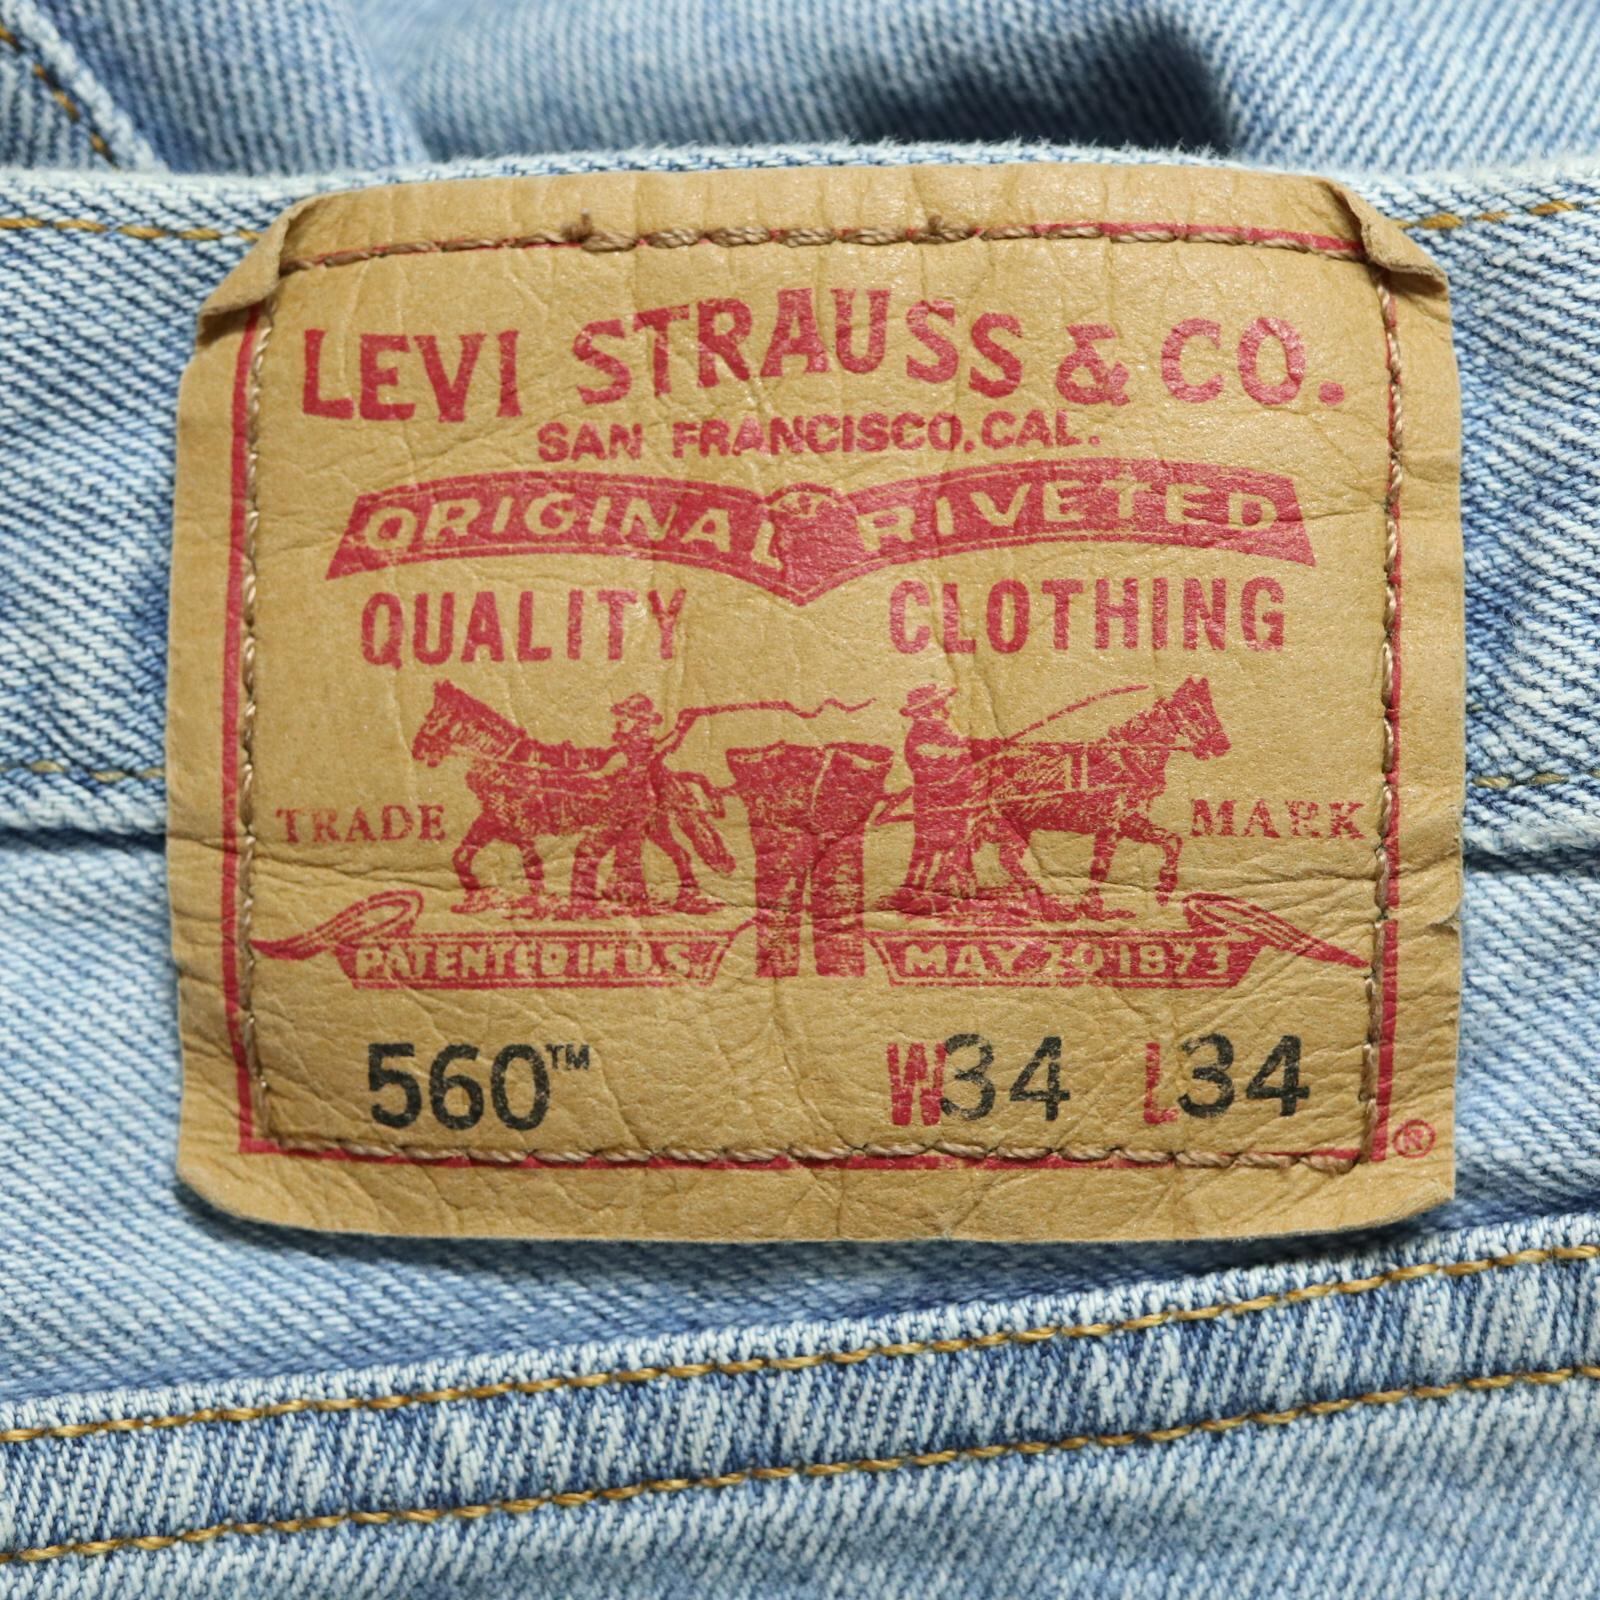 LEVI STRAUSS & CO.
SAN FRANCISCO, CAL.
ORIGINAL RIVETED
QUALITY CLOTHING
TRADE MARK
PATENTED IN U.S. MAY 20 1873
560™ W34 L34
®